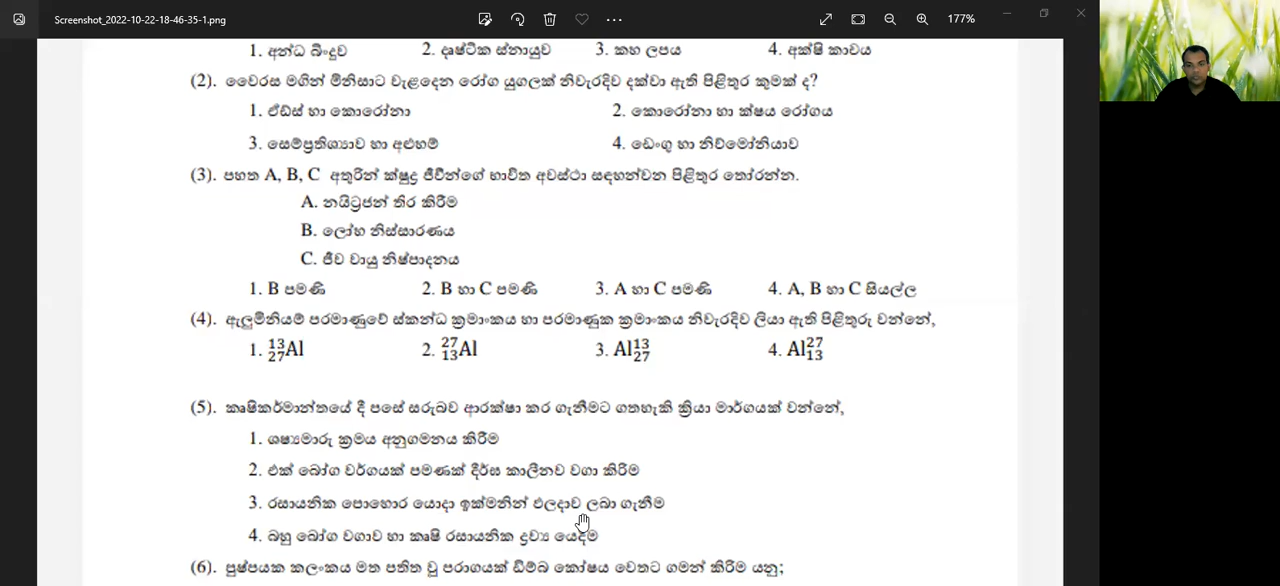 Screenshot_2022-10-22-18-46-35-1.png
177%
1. අන්ධ බිංදුව 2. දෘෂ්ටික ස්නායුව 3. කහ ලපය 4. අක්ෂි කාචය
(2). වෛරස මගින් මිනිසාට වැළඳෙන රෝග යුගලක් නිවැරදිව දක්වා ඇති පිළිතුර කුමක් ද?
1. ඒඩ්ස් හා කොරෝනා 2. කොරෝනා හා ක්ෂය රෝගය
3. සෙම්ප්‍රතිශ්‍යාව හා අළුහම් 4. ඩෙංගු හා නිව්මෝනියාව
(3). පහත A, B, C අතුරින් ක්ෂුද්‍ර ජීවීන්ගේ භාවිත අවස්ථා සඳහන්වන පිළිතුර තෝරන්න.
A. නයිට්‍රජන් තිර කිරීම
B. ලෝහ නිස්සාරණය
C. ජීව වායු නිෂ්පාදනය
1. B පමණි 2. B හා C පමණි 3. A හා C පමණි 4. A, B හා C සියල්ල
(4). ඇලුමිනියම් පරමාණුවේ ස්කන්ධ ක්‍රමාංකය හා පරමාණුක ක්‍රමාංකය නිවැරදිව ලියා ඇති පිළිතුරු වන්නේ,
1. ¹³₂₇Al 2. ²⁷₁₃Al 3. Al¹³₂₇ 4. Al²⁷₁₃
(5). කෘෂිකර්මාන්තයේ දී පසේ සරුබව ආරක්ෂා කර ගැනීමට ගතහැකි ක්‍රියා මාර්ගයක් වන්නේ,
1. ශෂ්‍යමාරු ක්‍රමය අනුගමනය කිරීම
2. එක් බෝග වර්ගයක් පමණක් දීර්ඝ කාලීනව වගා කිරීම
3. රසායනික පොහොර යොදා ඉක්මනින් ඵලදාව ලබා ගැනීම
4. බහු බෝග වගාව හා කෘෂි රසායනික ද්‍රව්‍ය යෙදීම
(6). පුෂ්පයක කලංකය මත පතිත වූ පරාගයක් ඩිම්බ කෝෂය වෙතට ගමන් කිරීම යනු;